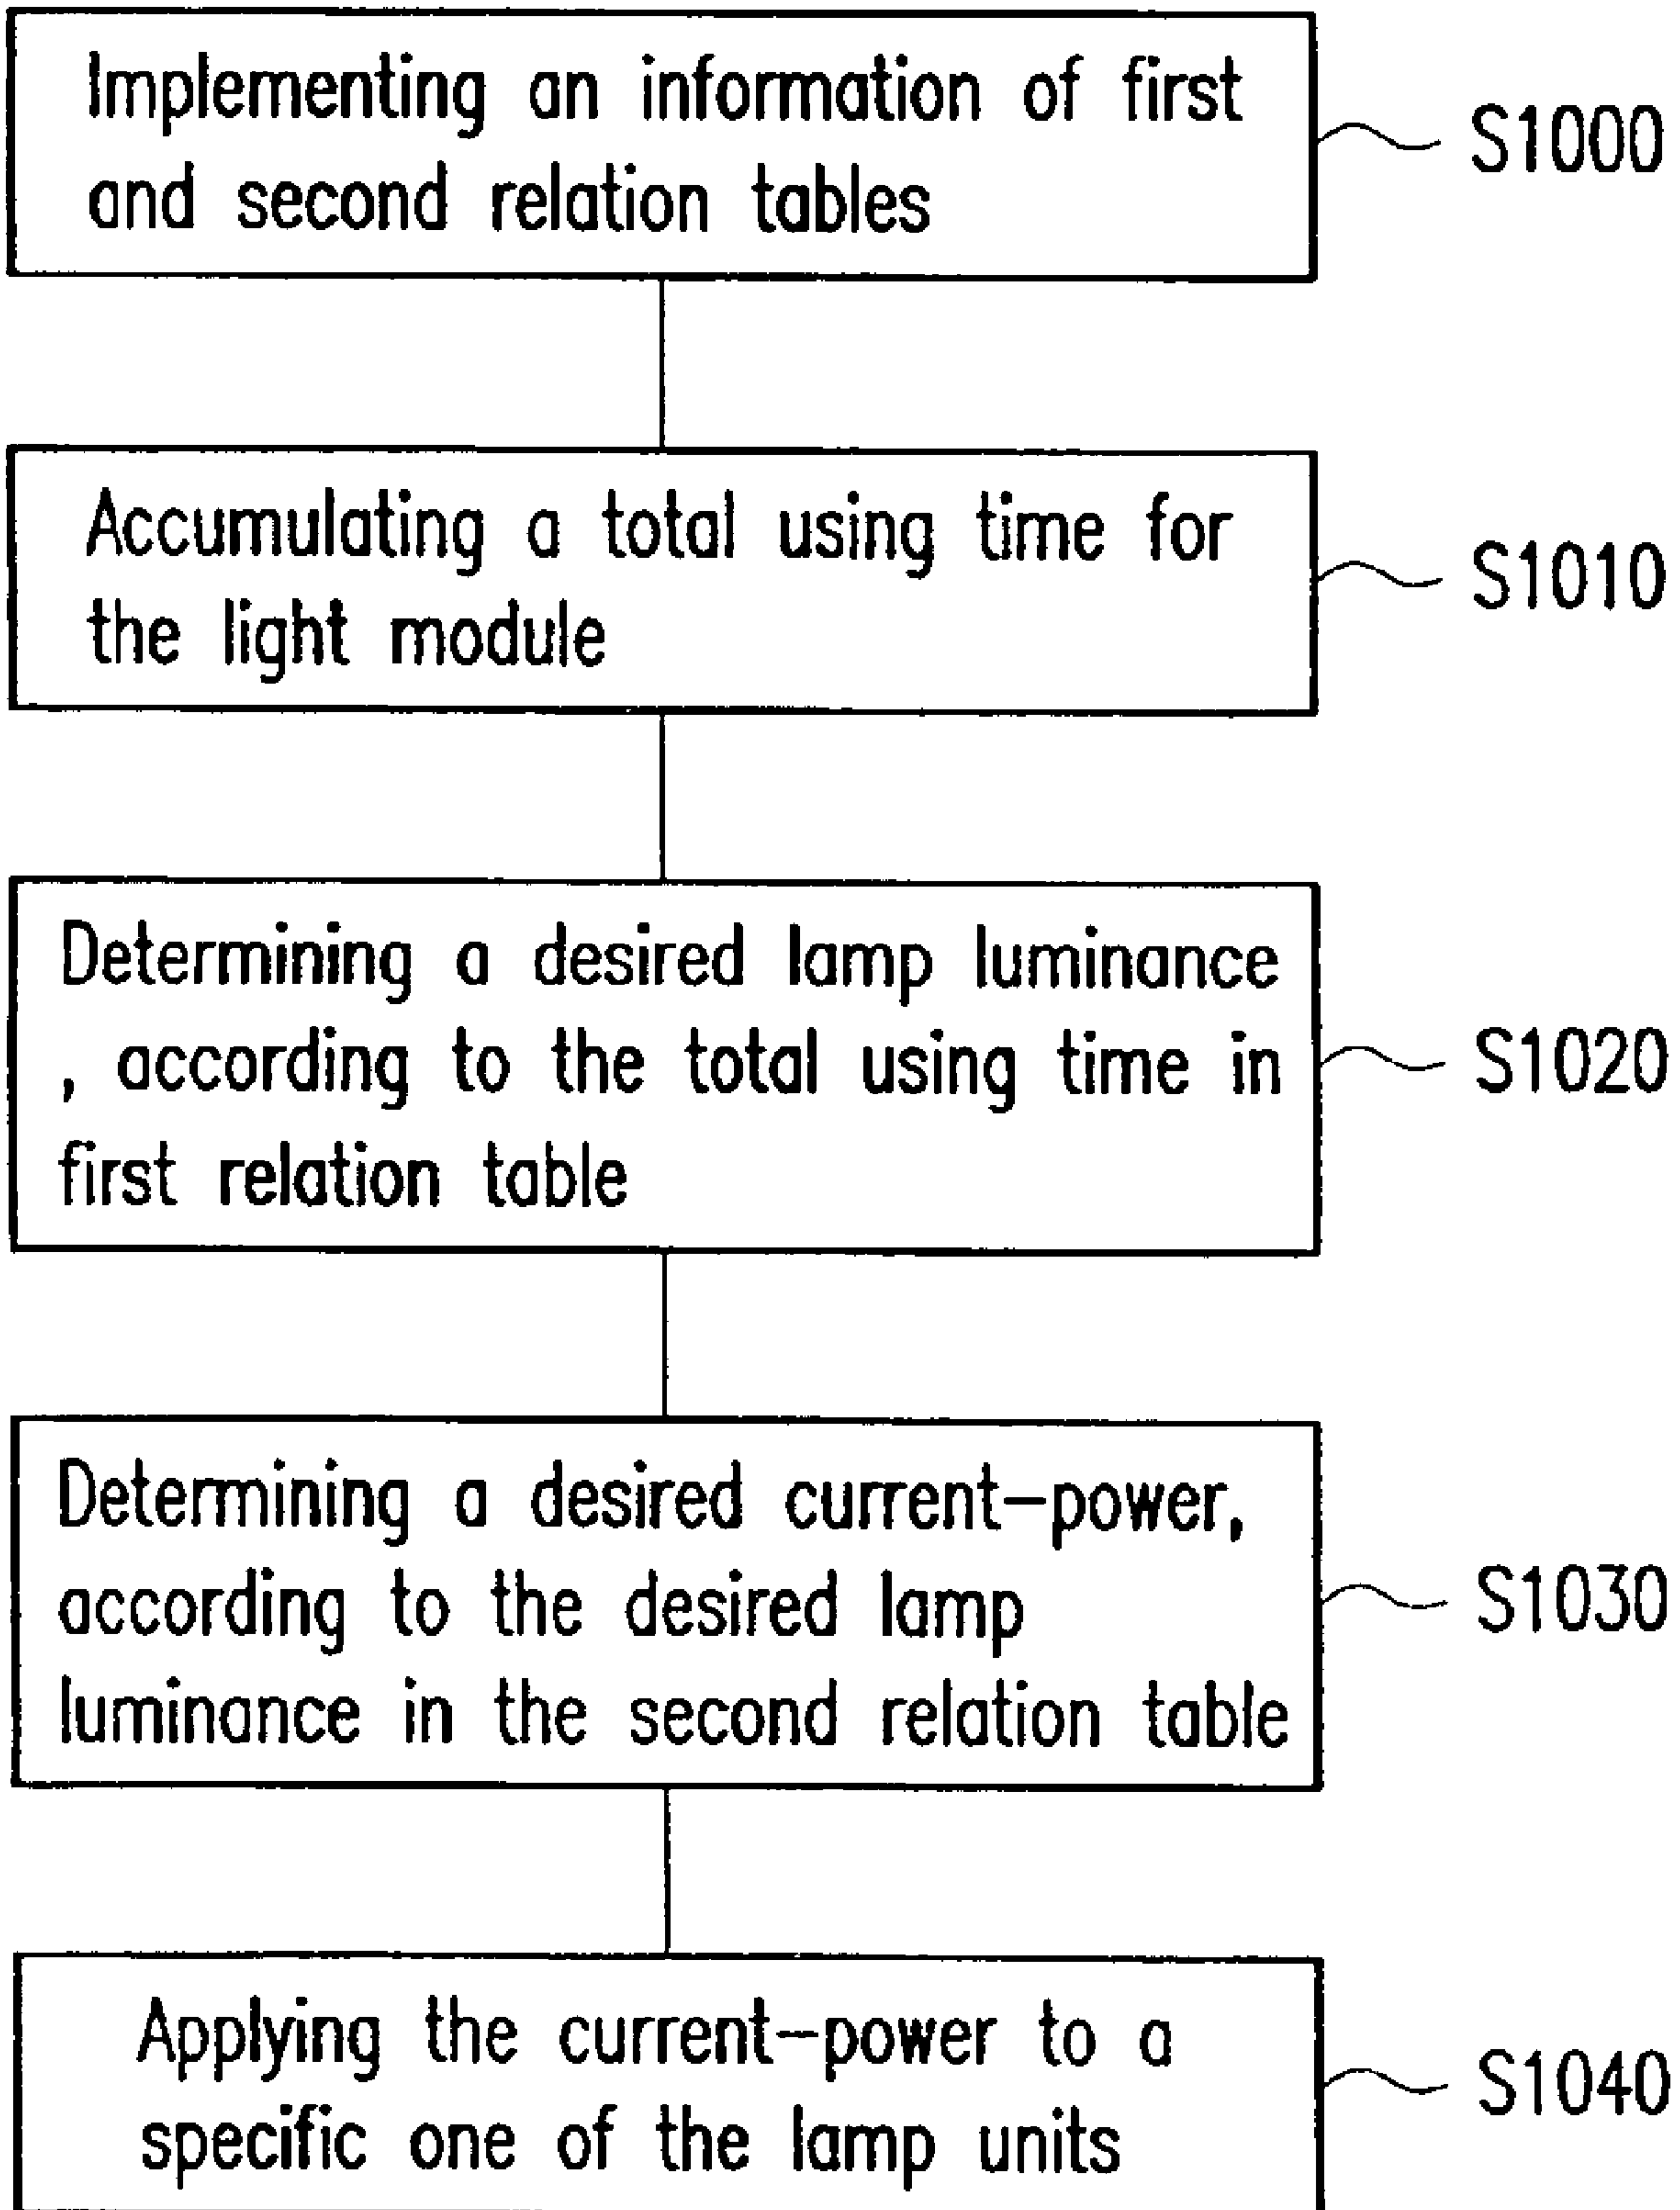 Implementing an information of first
and second relation tables
S1000
Accumulating a total using time for
the light module
S1010
Determining a desired lamp luminance
, according to the total using time in
first relation table
S1020
Determining a desired current-power,
according to the desired lamp
luminance in the second relation table
S1030
Applying the current-power to a
specific one of the lamp units
S1040